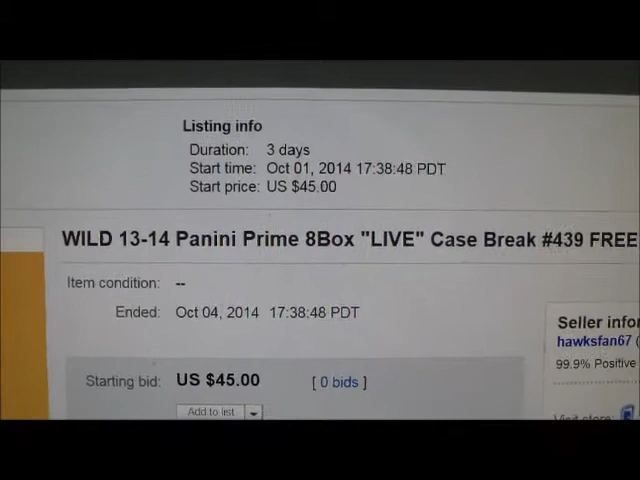 Listing info
Duration: 3 days
Start time: Oct 01, 2014 17:38:48 PDT
Start price: US $45.00
WILD 13-14 Panini Prime 8Box "LIVE" Case Break #439 FREE
Item condition: --
Ended: Oct 04, 2014 17:38:48 PDT
Seller infor
hawksfan67 (
99.9% Positive
Starting bid: US $45.00 [ 0 bids ]
Add to list
Visit store: